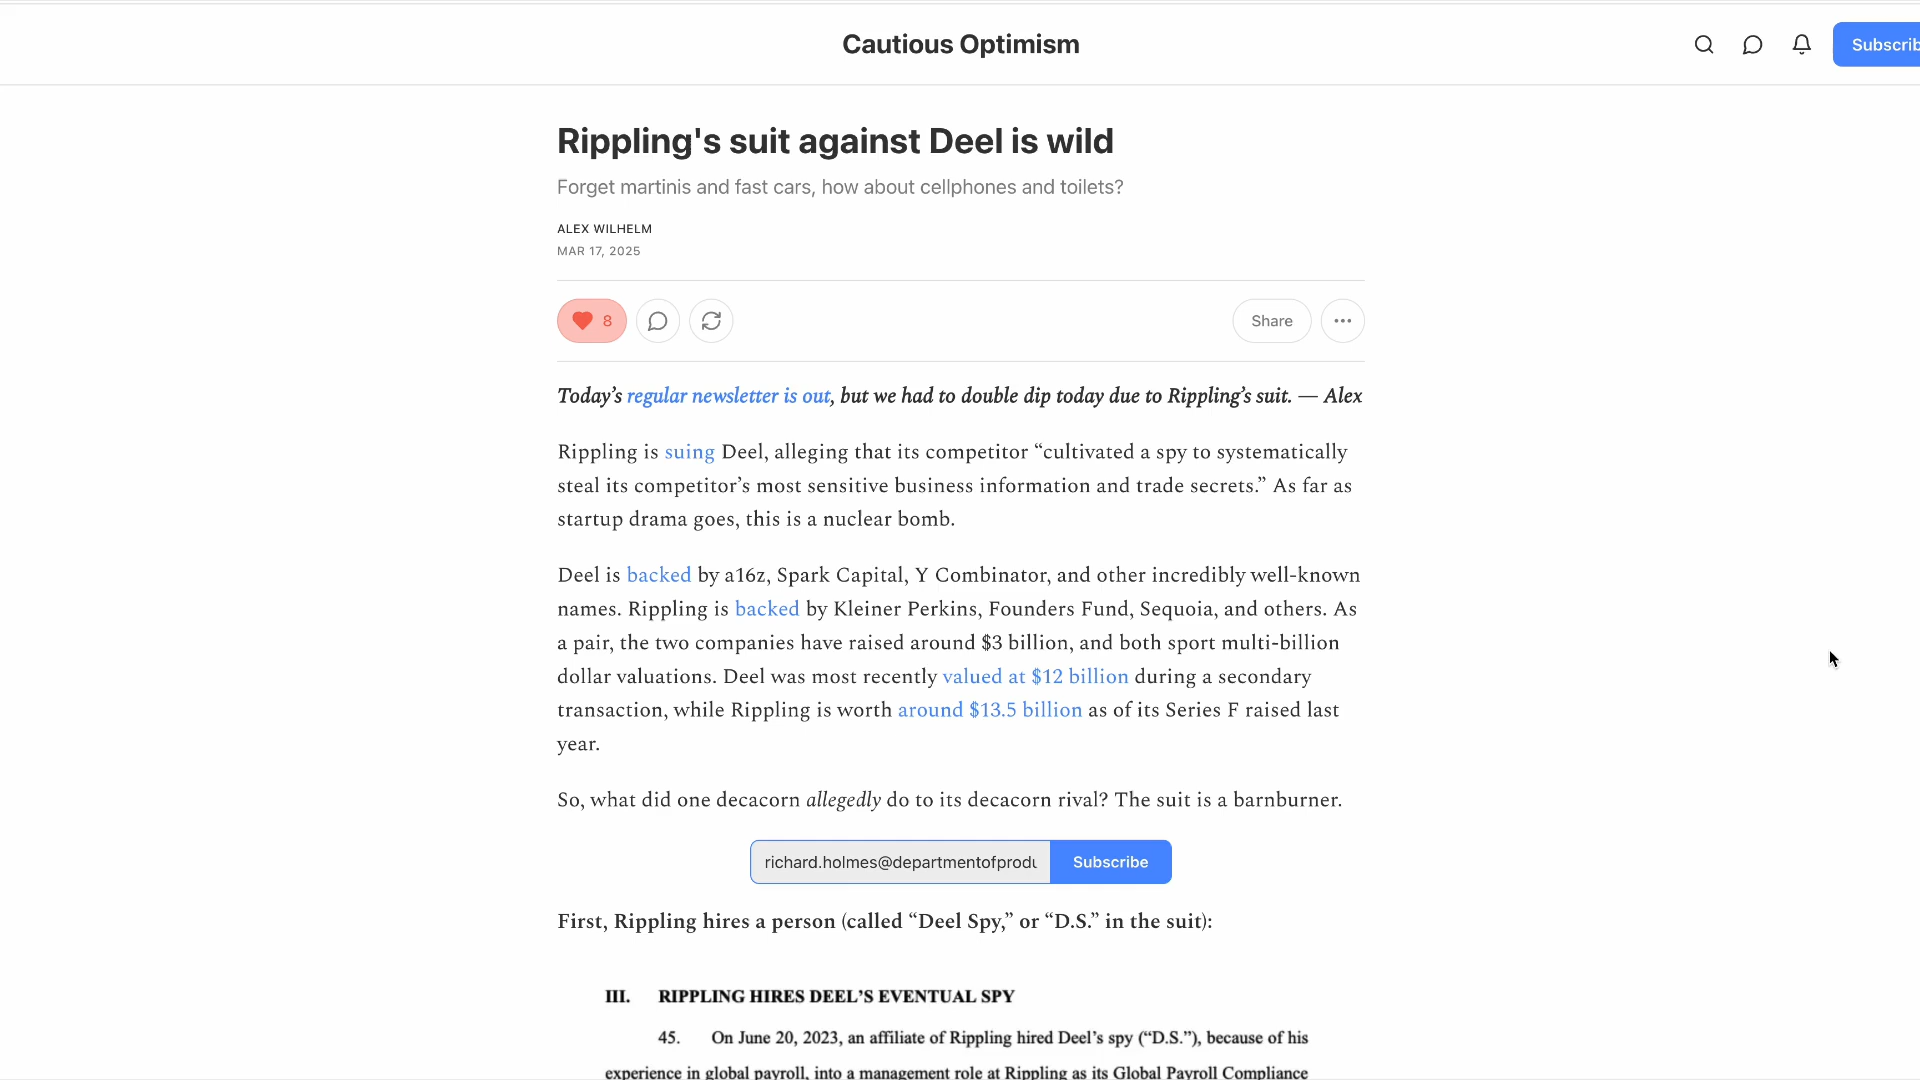 Cautious Optimism
Subscrib
Rippling's suit against Deel is wild
Forget martinis and fast cars, how about cellphones and toilets?
ALEX WILHELM
MAR 17, 2025
8
Share
Today’s regular newsletter is out, but we had to double dip today due to Rippling’s suit. — Alex
Rippling is suing Deel, alleging that its competitor “cultivated a spy to systematically
steal its competitor’s most sensitive business information and trade secrets.” As far as
startup drama goes, this is a nuclear bomb.
Deel is backed by a16z, Spark Capital, Y Combinator, and other incredibly well-known
names. Rippling is backed by Kleiner Perkins, Founders Fund, Sequoia, and others. As
a pair, the two companies have raised around $3 billion, and both sport multi-billion
dollar valuations. Deel was most recently valued at $12 billion during a secondary
transaction, while Rippling is worth around $13.5 billion as of its Series F raised last
year.
So, what did one decacorn allegedly do to its decacorn rival? The suit is a barnburner.
richard.holmes@departmentofprodu
Subscribe
First, Rippling hires a person (called “Deel Spy,” or “D.S.” in the suit):
III. RIPPLING HIRES DEEL’S EVENTUAL SPY
45. On June 20, 2023, an affiliate of Rippling hired Deel’s spy (“D.S.”), because of his
experience in global payroll, into a management role at Rippling as its Global Payroll Compliance